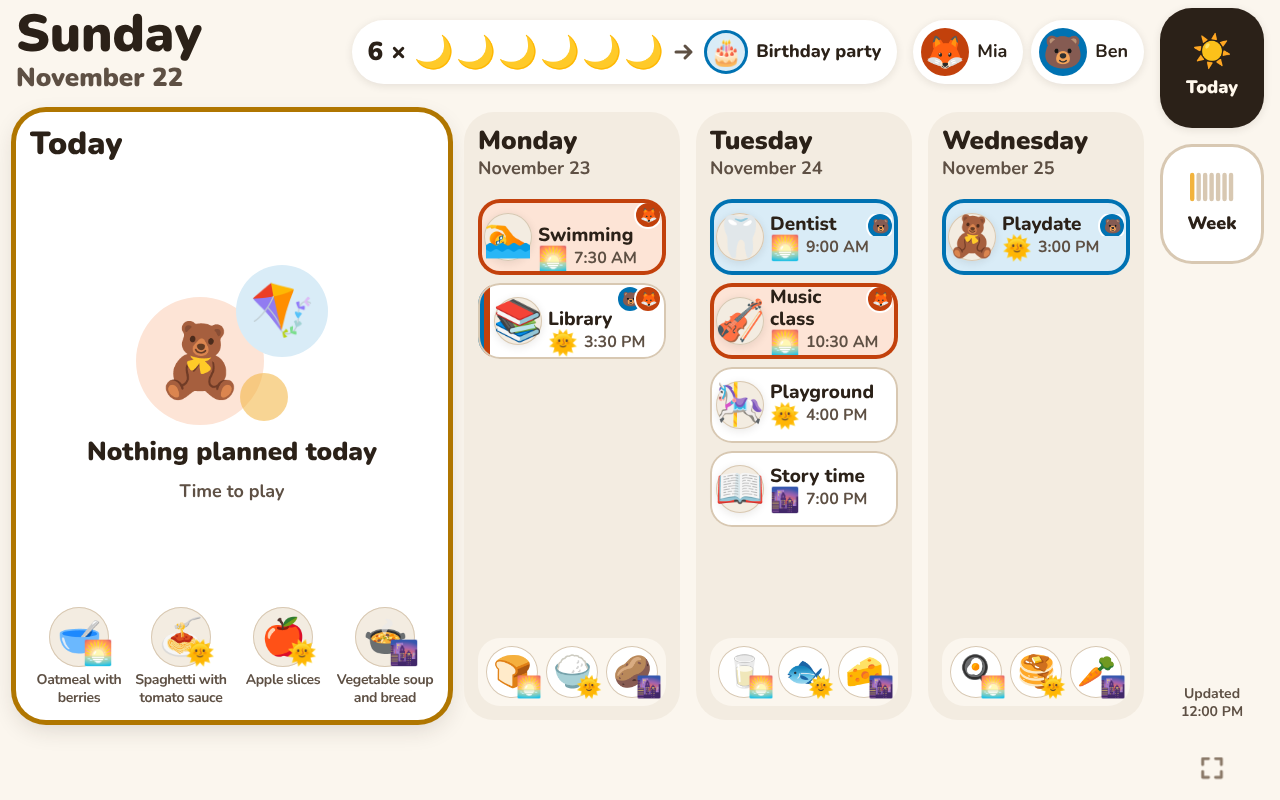 Sunday
November 22
6 ×
→
Birthday party
Mia
Ben
Today
Week
Today
Nothing planned today
Time to play
Oatmeal with
berries
Spaghetti with
tomato sauce
Apple slices
Vegetable soup
and bread
Monday
November 23
Swimming
7:30 AM
Library
3:30 PM
Tuesday
November 24
Dentist
9:00 AM
Music
class
10:30 AM
Playground
4:00 PM
Story time
7:00 PM
Wednesday
November 25
Playdate
3:00 PM
Updated
12:00 PM